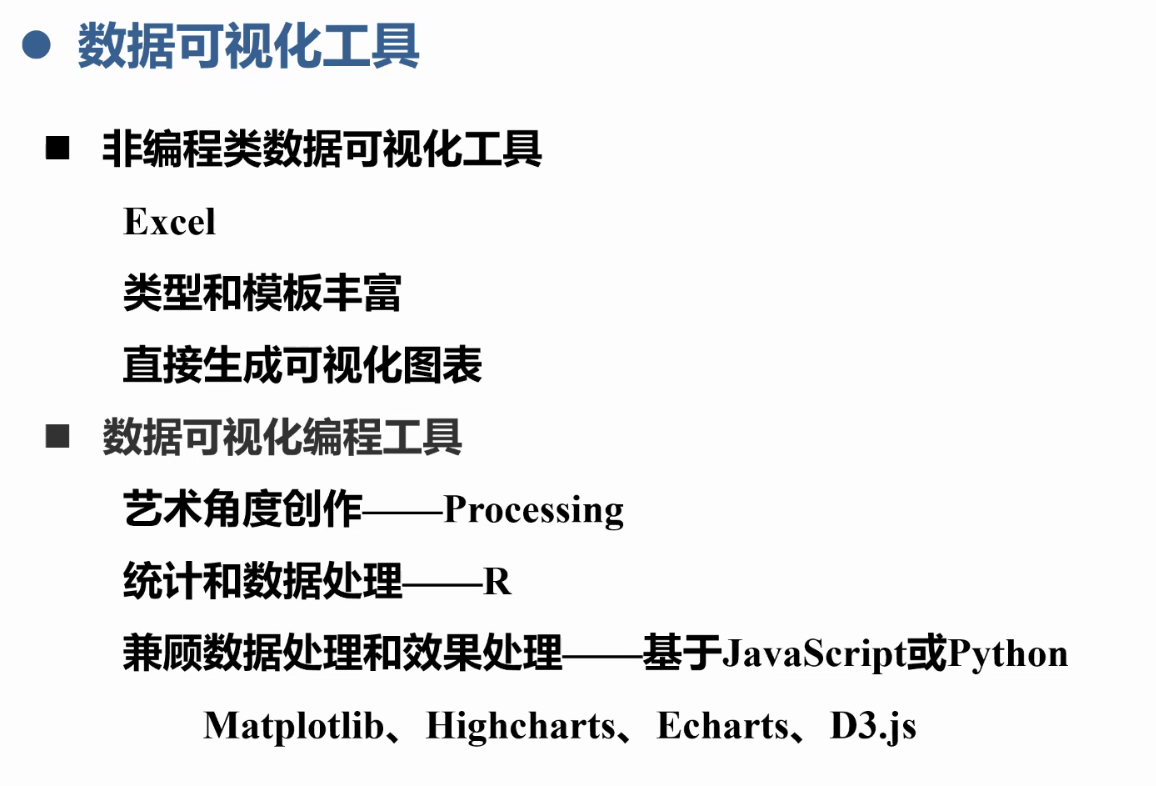 数据可视化工具
非编程类数据可视化工具
Excel
类型和模板丰富
直接生成可视化图表
数据可视化编程工具
艺术角度创作——Processing
统计和数据处理——R
兼顾数据处理和效果处理——基于JavaScript或Python
Matplotlib、Highcharts、Echarts、D3.js